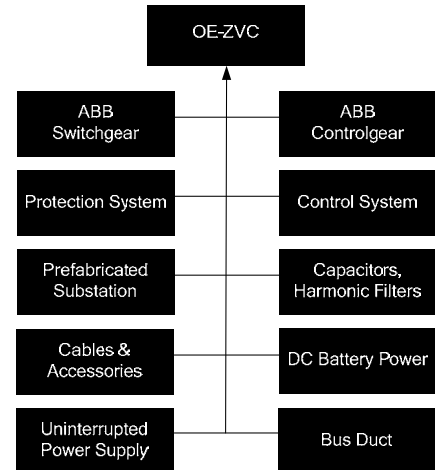 OE-ZVC
ABB
Switchgear
ABB
Controlgear
Protection System
Control System
Prefabricated
Substation
Capacitors,
Harmonic Filters
Cables &
Accessories
DC Battery Power
Uninterrupted
Power Supply
Bus Duct